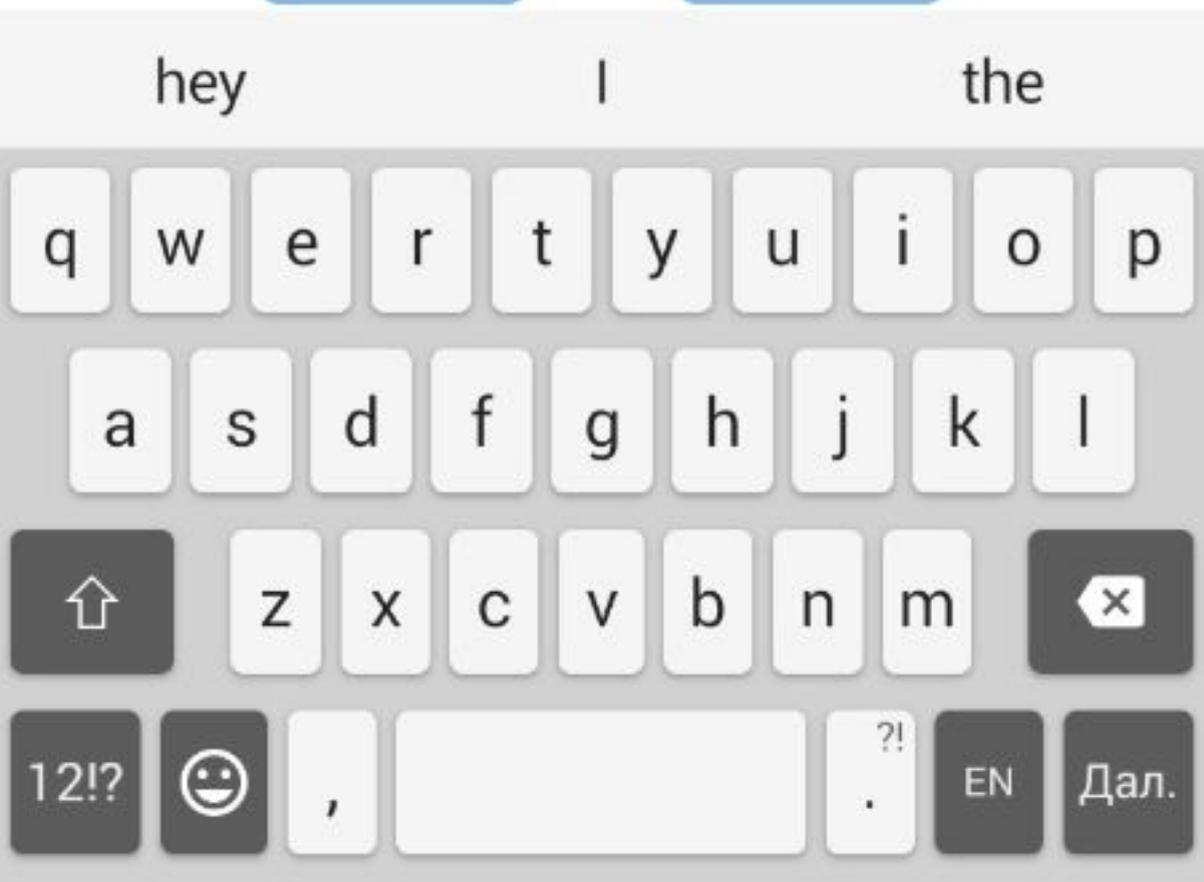 hey I the
q w e r t y u i o p
a s d f g h j k l
z x c v b n m
12!? , ?! . EN Дал.